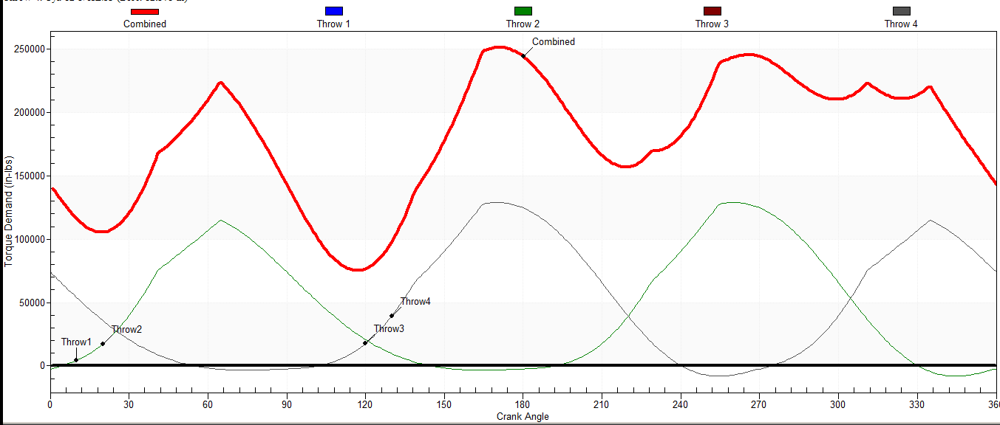 Combined Throw 1 Throw 2 Throw 3 Throw 4
Combined
250000
200000
150000
100000
50000
0
Torque Demand (in-lbs)
Throw1
Throw2
Throw3
Throw4
0 30 60 90 120 150 180 210 240 270 300 330 360
Crank Angle